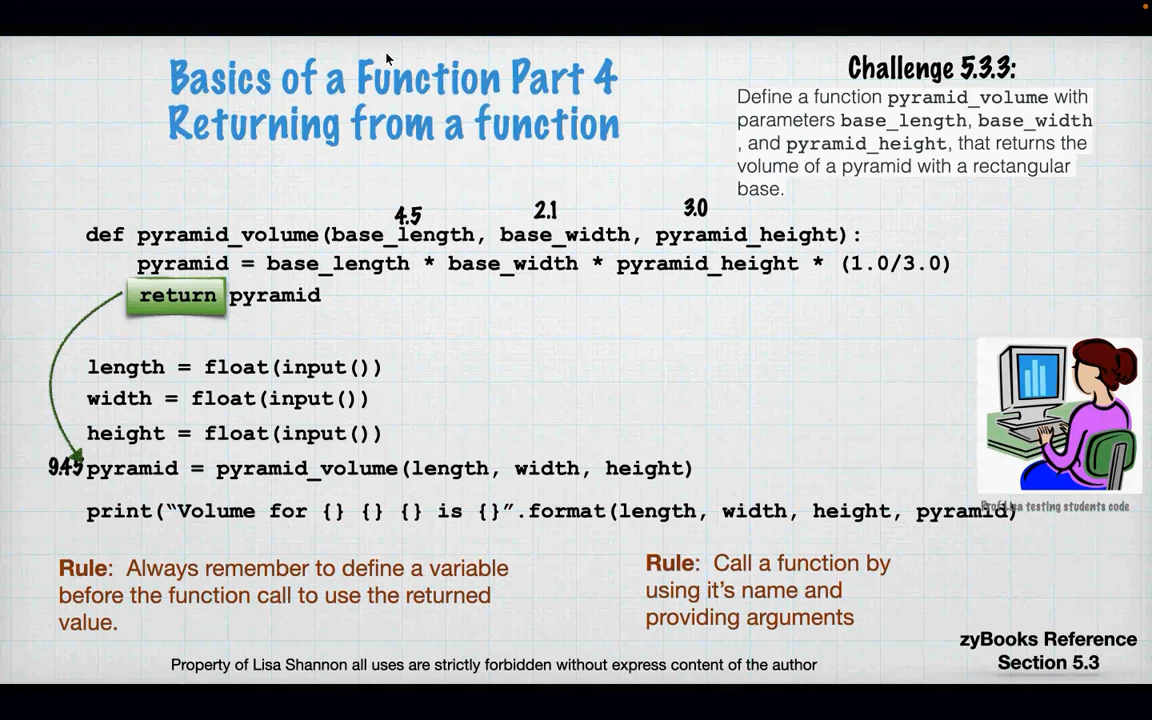 Basics of a Function Part 4
Returning from a function
Challenge 5.3.3:
Define a function pyramid_volume with
parameters base_length, base_width
, and pyramid_height, that returns the
volume of a pyramid with a rectangular
base.
4.5 2.1 3.0
def pyramid_volume(base_length, base_width, pyramid_height):
pyramid = base_length * base_width * pyramid_height * (1.0/3.0)
return pyramid
length = float(input())
width = float(input())
height = float(input())
9.45 pyramid = pyramid_volume(length, width, height)
print(“Volume for {} {} {} is {}”.format(length, width, height, pyramid)
Prof Lisa testing students code
Rule: Always remember to define a variable
before the function call to use the returned
value.
Rule: Call a function by
using it’s name and
providing arguments
zyBooks Reference
Section 5.3
Property of Lisa Shannon all uses are strictly forbidden without express content of the author